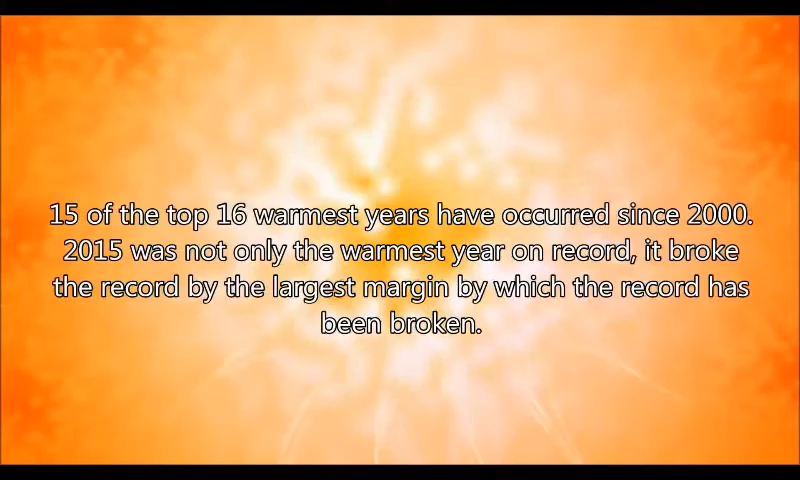 15 of the top 16 warmest years have occurred since 2000.
2015 was not only the warmest year on record, it broke
the record by the largest margin by which the record has
been broken.